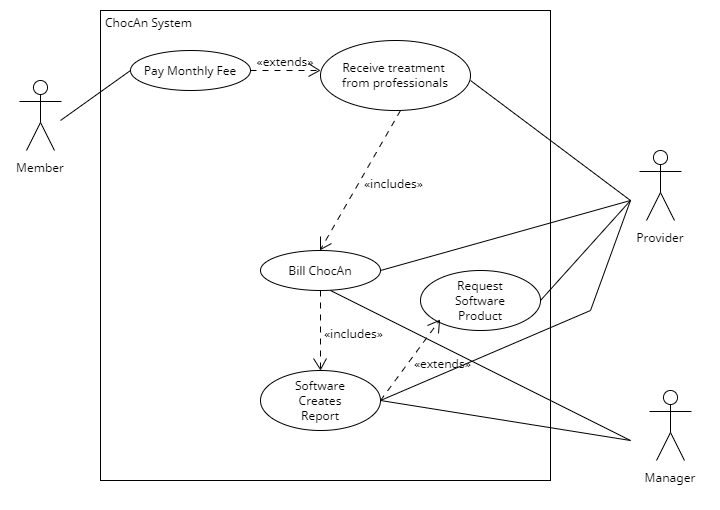 ChocAn System
Pay Monthly Fee
«extends»
Receive treatment
from professionals
Member
«includes»
Provider
Bill ChocAn
Request
Software
Product
«includes»
«extends»
Software
Creates
Report
Manager